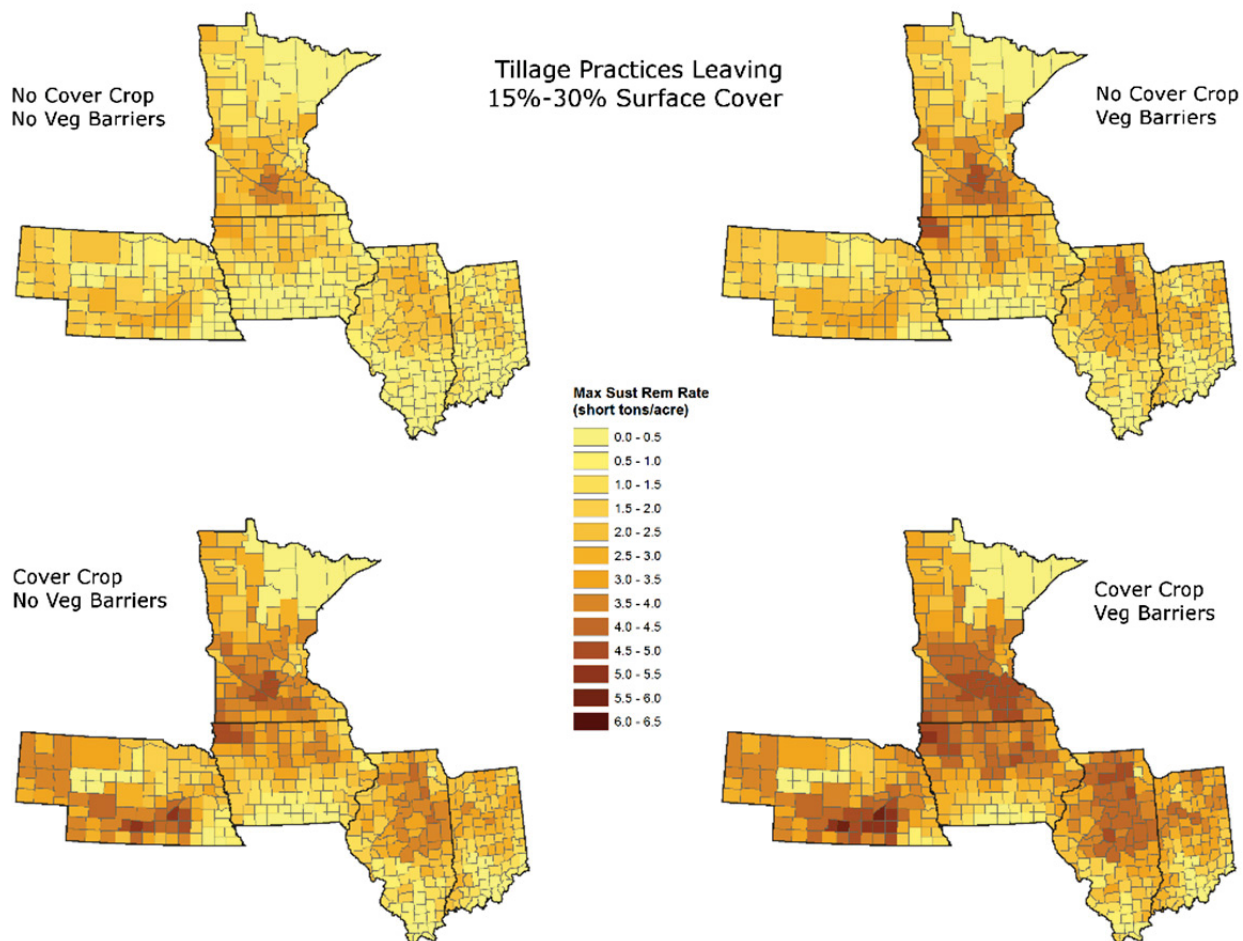 Tillage Practices Leaving
15%-30% Surface Cover
No Cover Crop
No Veg Barriers
No Cover Crop
Veg Barriers
Max Sust Rem Rate
(short tons/acre)
0.0 - 0.5
0.5 - 1.0
1.0 - 1.5
1.5 - 2.0
2.0 - 2.5
2.5 - 3.0
3.0 - 3.5
3.5 - 4.0
4.0 - 4.5
4.5 - 5.0
5.0 - 5.5
5.5 - 6.0
6.0 - 6.5
Cover Crop
No Veg Barriers
Cover Crop
Veg Barriers